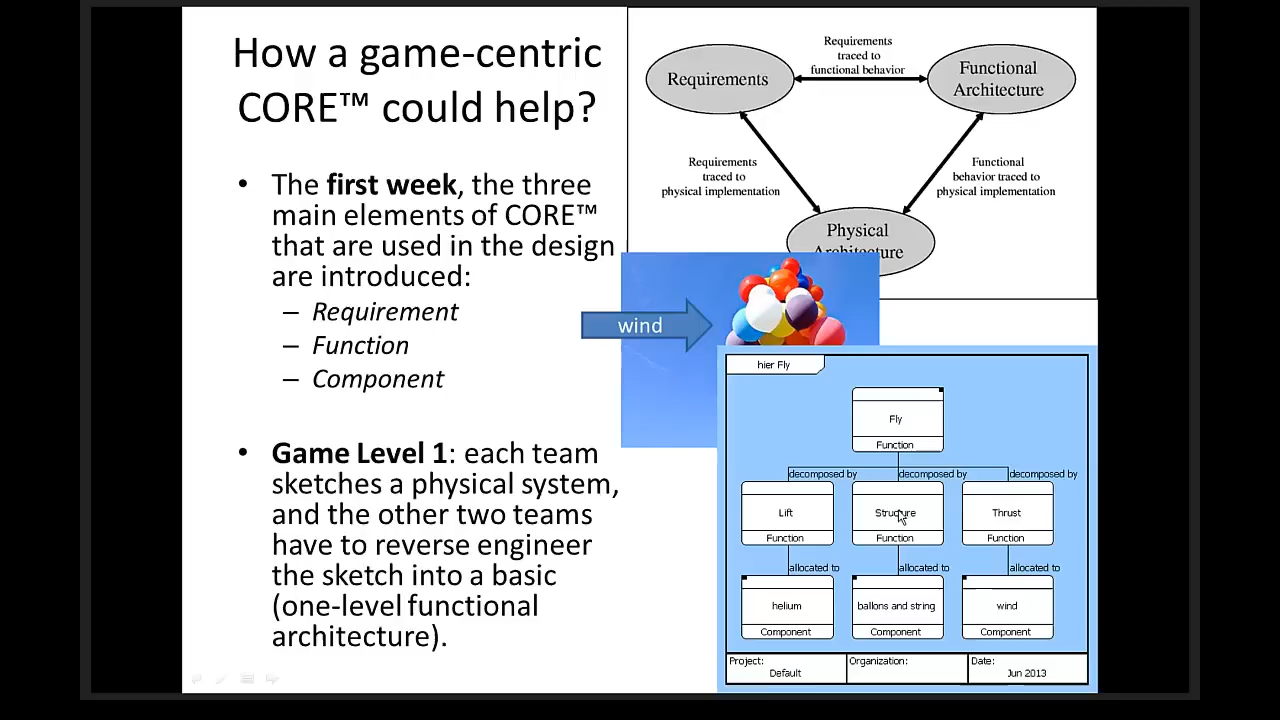 How a game-centric
CORE™ could help?
• The first week, the three
main elements of CORE™
that are used in the design
are introduced:
– Requirement
– Function
– Component
• Game Level 1: each team
sketches a physical system,
and the other two teams
have to reverse engineer
the sketch into a basic
(one-level functional
architecture).
Requirements
traced to
functional behavior
Requirements
Functional
Architecture
Requirements
traced to
physical implementation
Functional
behavior traced to
physical implementation
Physical
Architecture
wind
hier Fly
Fly
Function
decomposed by
decomposed by
decomposed by
Lift
Structure
Thrust
Function
Function
Function
allocated to
allocated to
allocated to
helium
ballons and string
wind
Component
Component
Component
Project:
Default
Organization:
Date:
Jun 2013